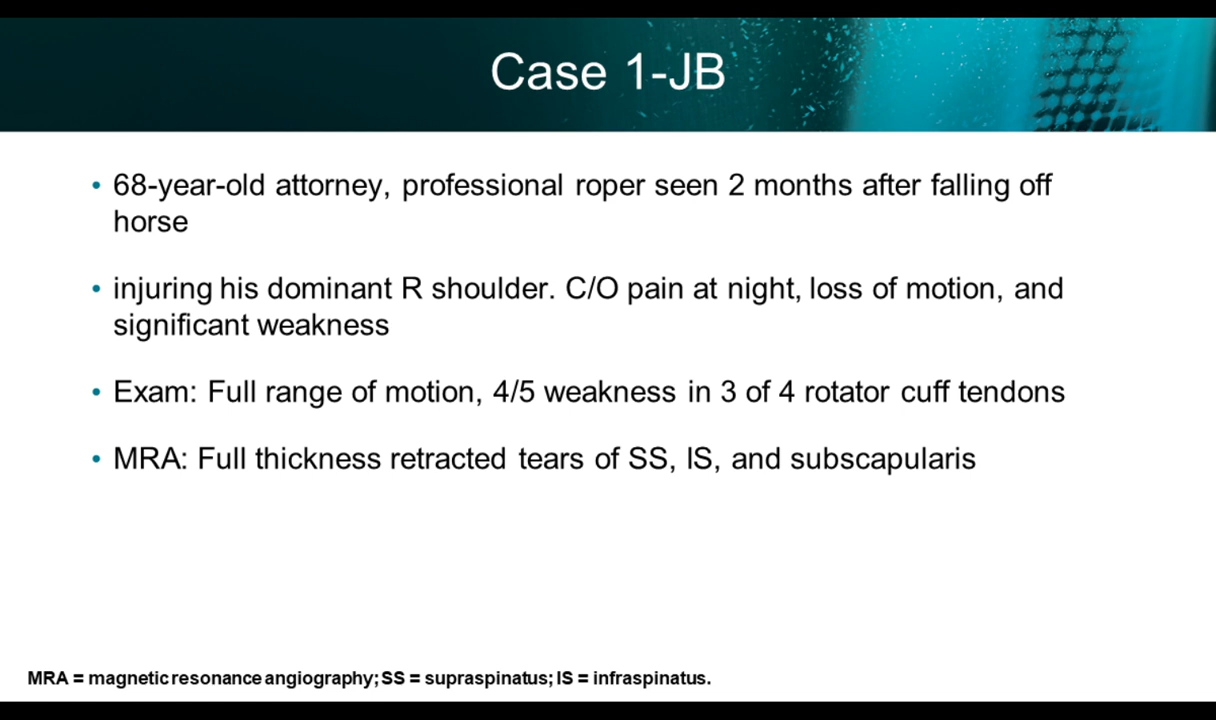 Case 1-JB
• 68-year-old attorney, professional roper seen 2 months after falling off
horse
• injuring his dominant R shoulder. C/O pain at night, loss of motion, and
significant weakness
• Exam: Full range of motion, 4/5 weakness in 3 of 4 rotator cuff tendons
• MRA: Full thickness retracted tears of SS, IS, and subscapularis
MRA = magnetic resonance angiography; SS = supraspinatus; IS = infraspinatus.